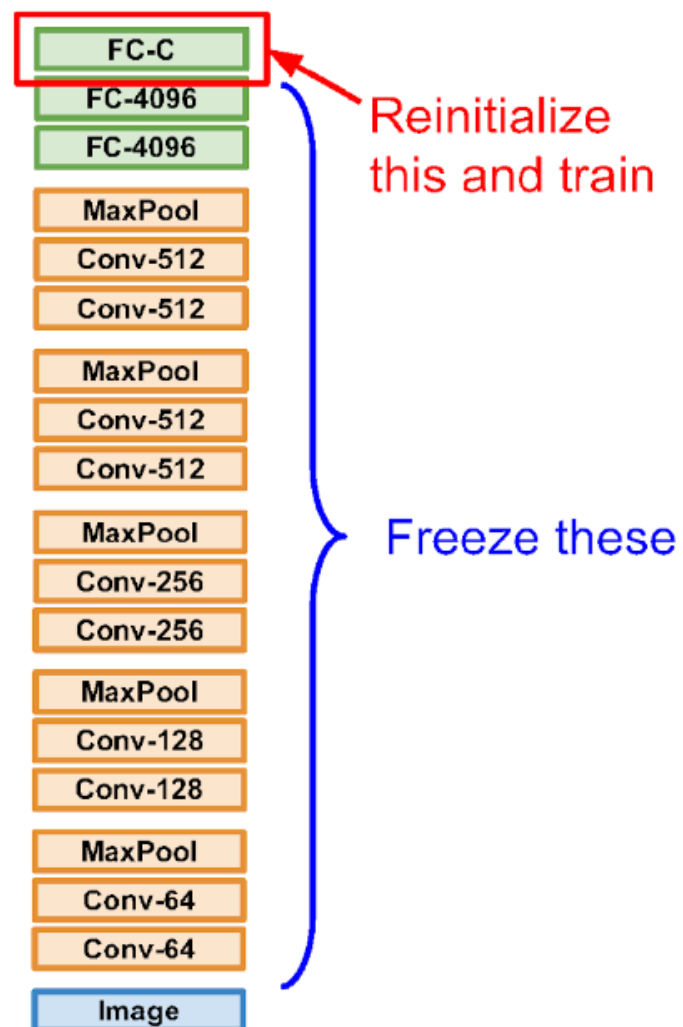 FC-C
FC-4096
FC-4096
Reinitialize
this and train
MaxPool
Conv-512
Conv-512
MaxPool
Conv-512
Conv-512
MaxPool
Conv-256
Conv-256
Freeze these
MaxPool
Conv-128
Conv-128
MaxPool
Conv-64
Conv-64
Image